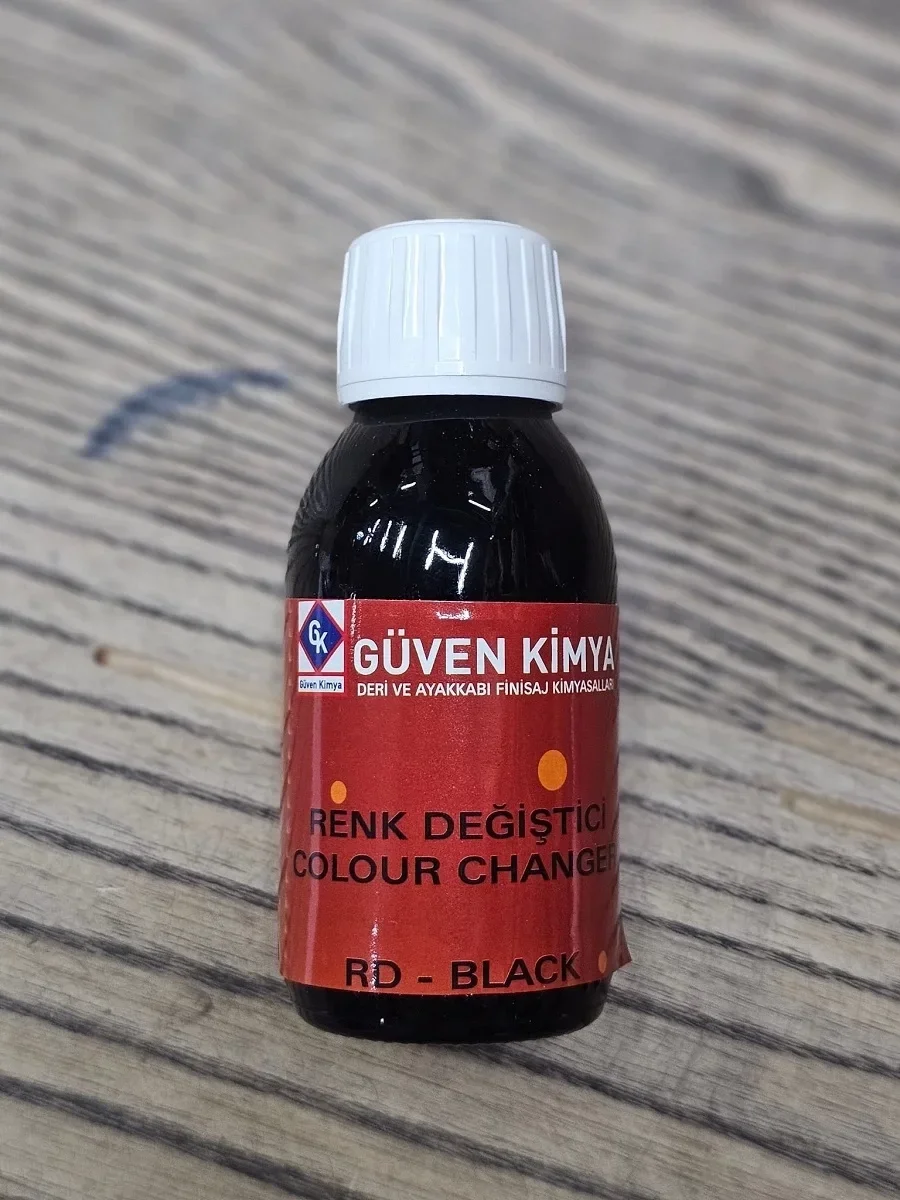 GK
Güven Kimya
GÜVEN KİMYA
DERİ VE AYAKKABI FİNİSAJ KİMYASALLARI
RENK DEĞİŞTİCİ
COLOUR CHANGER
RD - BLACK